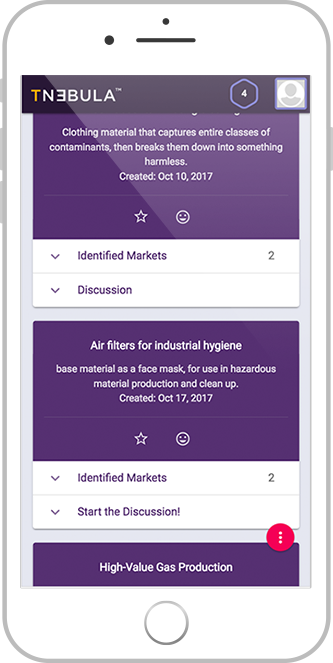 TNƎBULA™
4
Clothing material that captures entire classes of
contaminants, then breaks them down into something
harmless.
Created: Oct 10, 2017
Identified Markets 2
Discussion
Air filters for industrial hygiene
base material as a face mask, for use in hazardous
material production and clean up.
Created: Oct 17, 2017
Identified Markets 2
Start the Discussion!
High-Value Gas Production